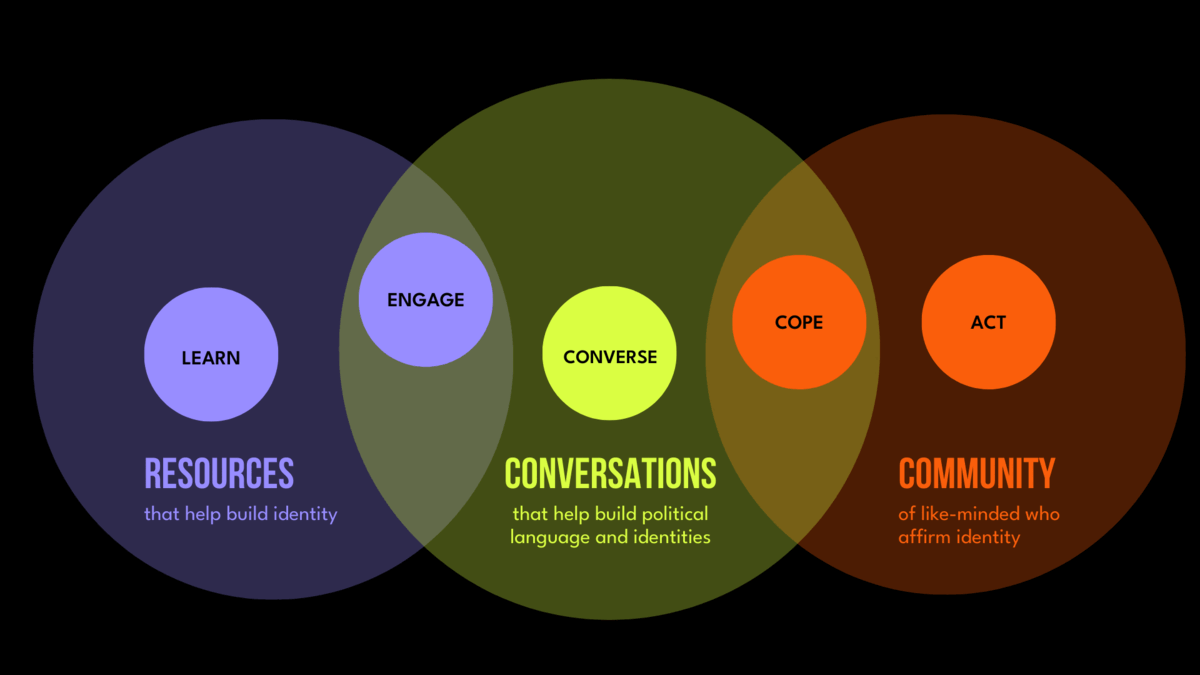 ENGAGE
LEARN
CONVERSE
COPE
ACT
RESOURCES
that help build identity
CONVERSATIONS
that help build political
language and identities
COMMUNITY
of like-minded who
affirm identity